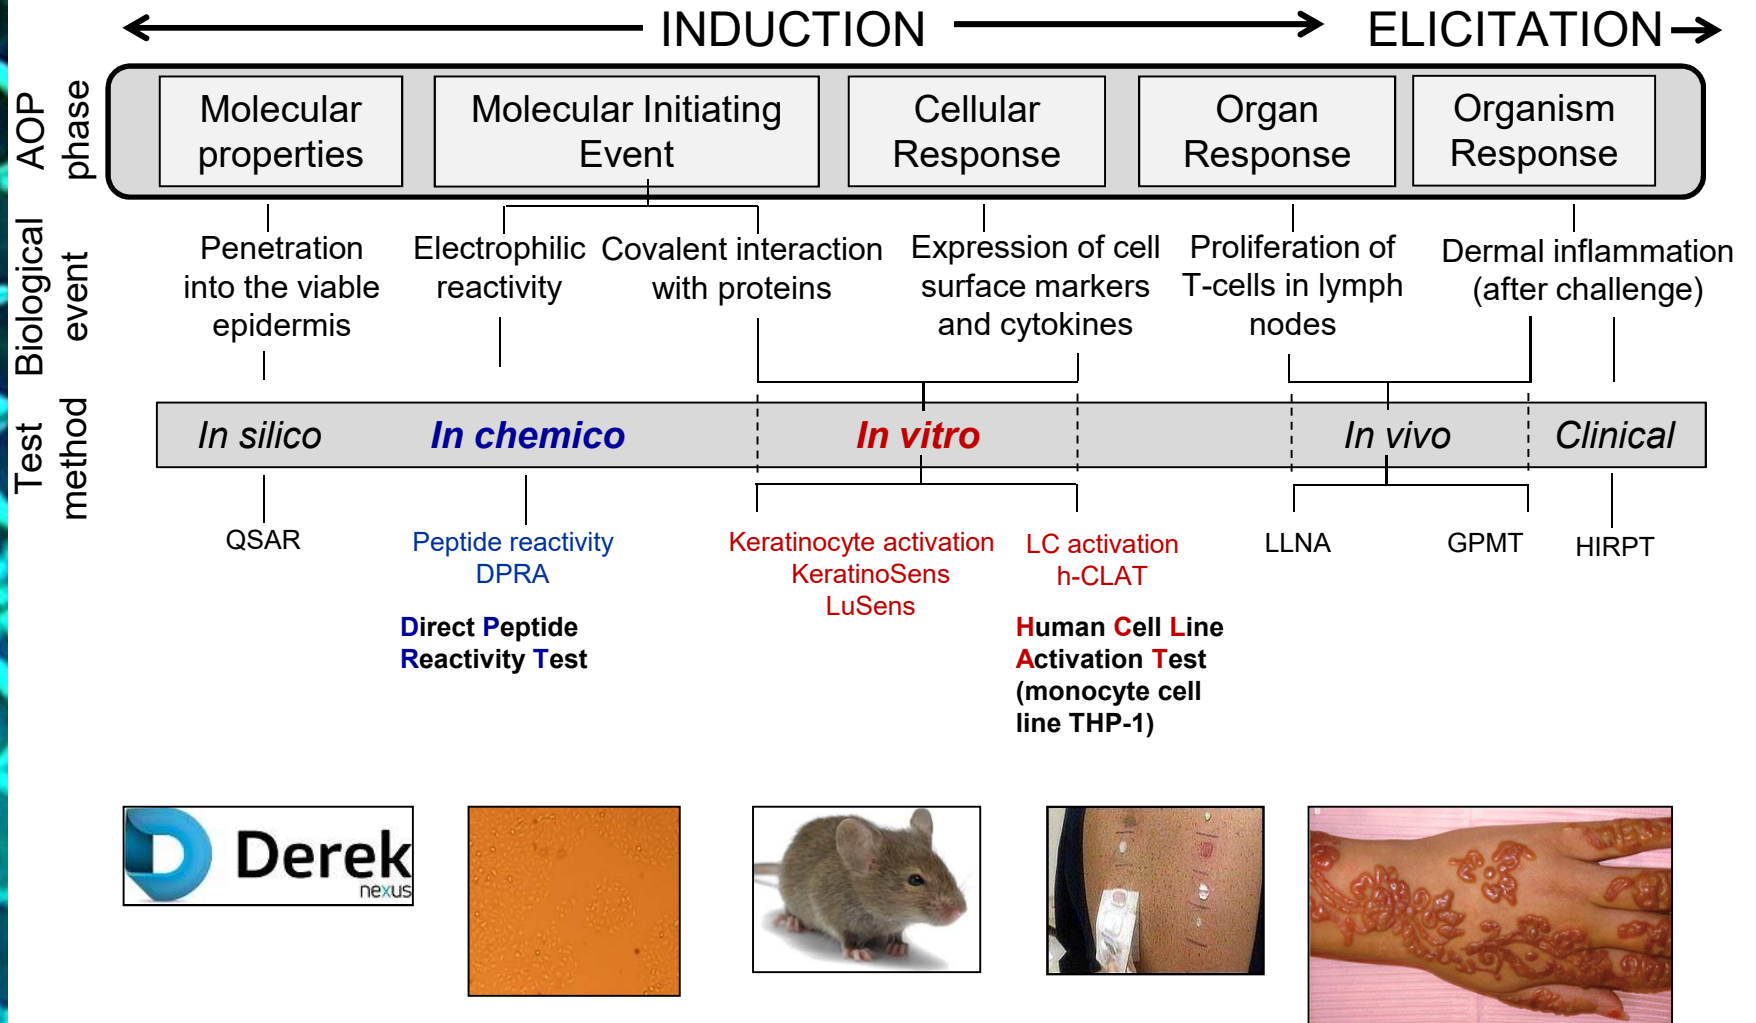 INDUCTION
ELICITATION
AOP
phase
Molecular
properties
Molecular Initiating
Event
Cellular
Response
Organ
Response
Organism
Response
Biological
event
Penetration
into the viable
epidermis
Electrophilic
reactivity
Covalent interaction
with proteins
Expression of cell
surface markers
and cytokines
Proliferation of
T-cells in lymph
nodes
Dermal inflammation
(after challenge)
Test
method
In silico
In chemico
In vitro
In vivo
Clinical
QSAR
Peptide reactivity
DPRA
Direct Peptide
Reactivity Test
Keratinocyte activation
KeratinoSens
LuSens
LC activation
h-CLAT
Human Cell Line
Activation Test
(monocyte cell
line THP-1)
LLNA
GPMT
HIRPT
Derek
nexus